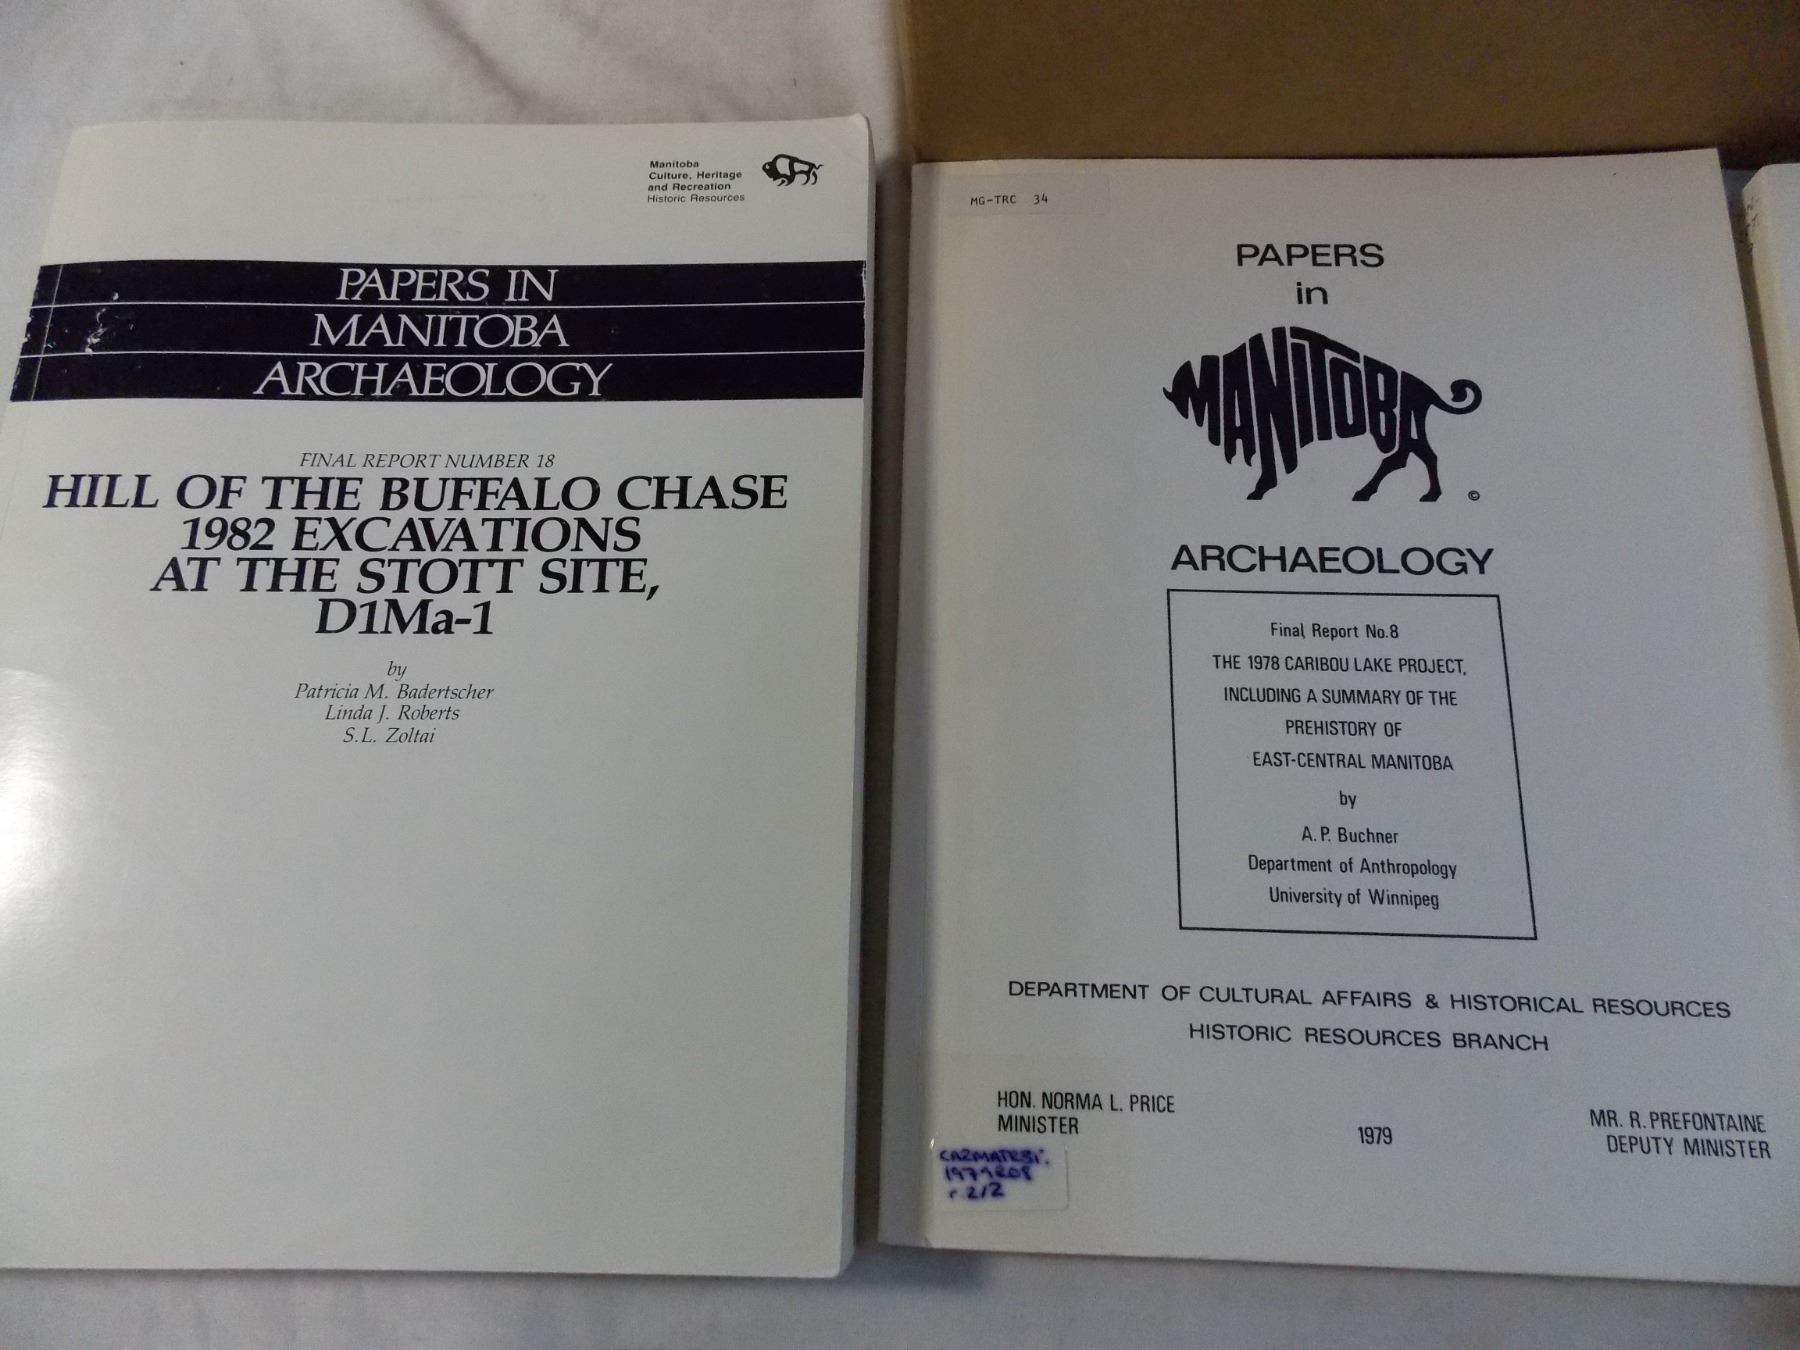 Manitoba
Culture, Heritage
and Recreation
Historic Resources
PAPERS IN
MANITOBA
ARCHAEOLOGY
FINAL REPORT NUMBER 18
HILL OF THE BUFFALO CHASE
1982 EXCAVATIONS
AT THE STOTT SITE,
D1Ma-1
by
Patricia M. Badertscher
Linda J. Roberts
S.L. Zoltai
MG-TRC 34
PAPERS
in
MANITOBA
©
ARCHAEOLOGY
Final Report No.8
THE 1978 CARIBOU LAKE PROJECT,
INCLUDING A SUMMARY OF THE
PREHISTORY OF
EAST-CENTRAL MANITOBA
by
A.P. Buchner
Department of Anthropology
University of Winnipeg
DEPARTMENT OF CULTURAL AFFAIRS & HISTORICAL RESOURCES
HISTORIC RESOURCES BRANCH
HON. NORMA L. PRICE
MINISTER
1979
MR. R. PREFONTAINE
DEPUTY MINISTER